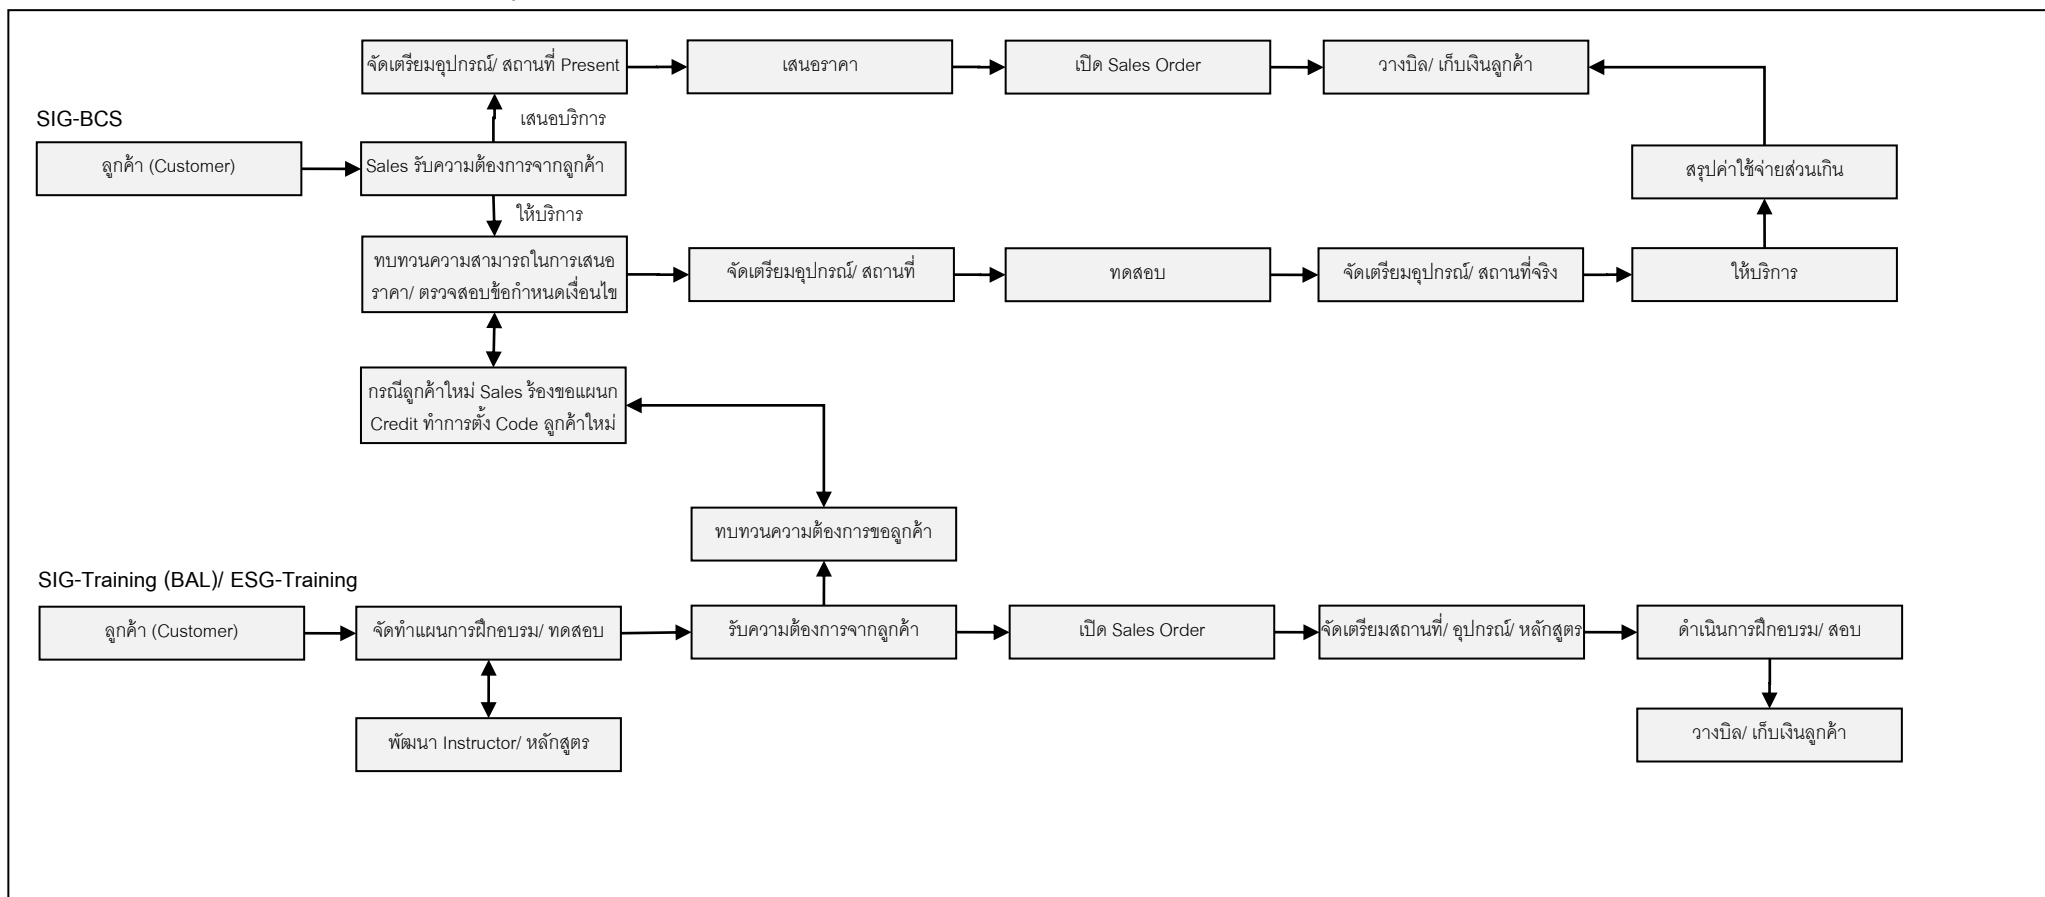 จัดเตรียมอุปกรณ์/ สถานที่ Present
เสนอราคา
เปิด Sales Order
วางบิล/ เก็บเงินลูกค้า
SIG-BCS
เสนอบริการ
ลูกค้า (Customer)
Sales รับความต้องการจากลูกค้า
สรุปค่าใช้จ่ายส่วนเกิน
ให้บริการ
ทบทวนความสามารถในการเสนอ
ราคา/ ตรวจสอบข้อกำหนดเงื่อนไข
จัดเตรียมอุปกรณ์/ สถานที่
ทดสอบ
จัดเตรียมอุปกรณ์/ สถานที่จริง
ให้บริการ
กรณีลูกค้าใหม่ Sales ร้องขอแผนก
Credit ทำการตั้ง Code ลูกค้าใหม่
ทบทวนความต้องการขอลูกค้า
SIG-Training (BAL)/ ESG-Training
ลูกค้า (Customer)
จัดทำแผนการฝึกอบรม/ ทดสอบ
รับความต้องการจากลูกค้า
เปิด Sales Order
จัดเตรียมสถานที่/ อุปกรณ์/ หลักสูตร
ดำเนินการฝึกอบรม/ สอบ
พัฒนา Instructor/ หลักสูตร
วางบิล/ เก็บเงินลูกค้า